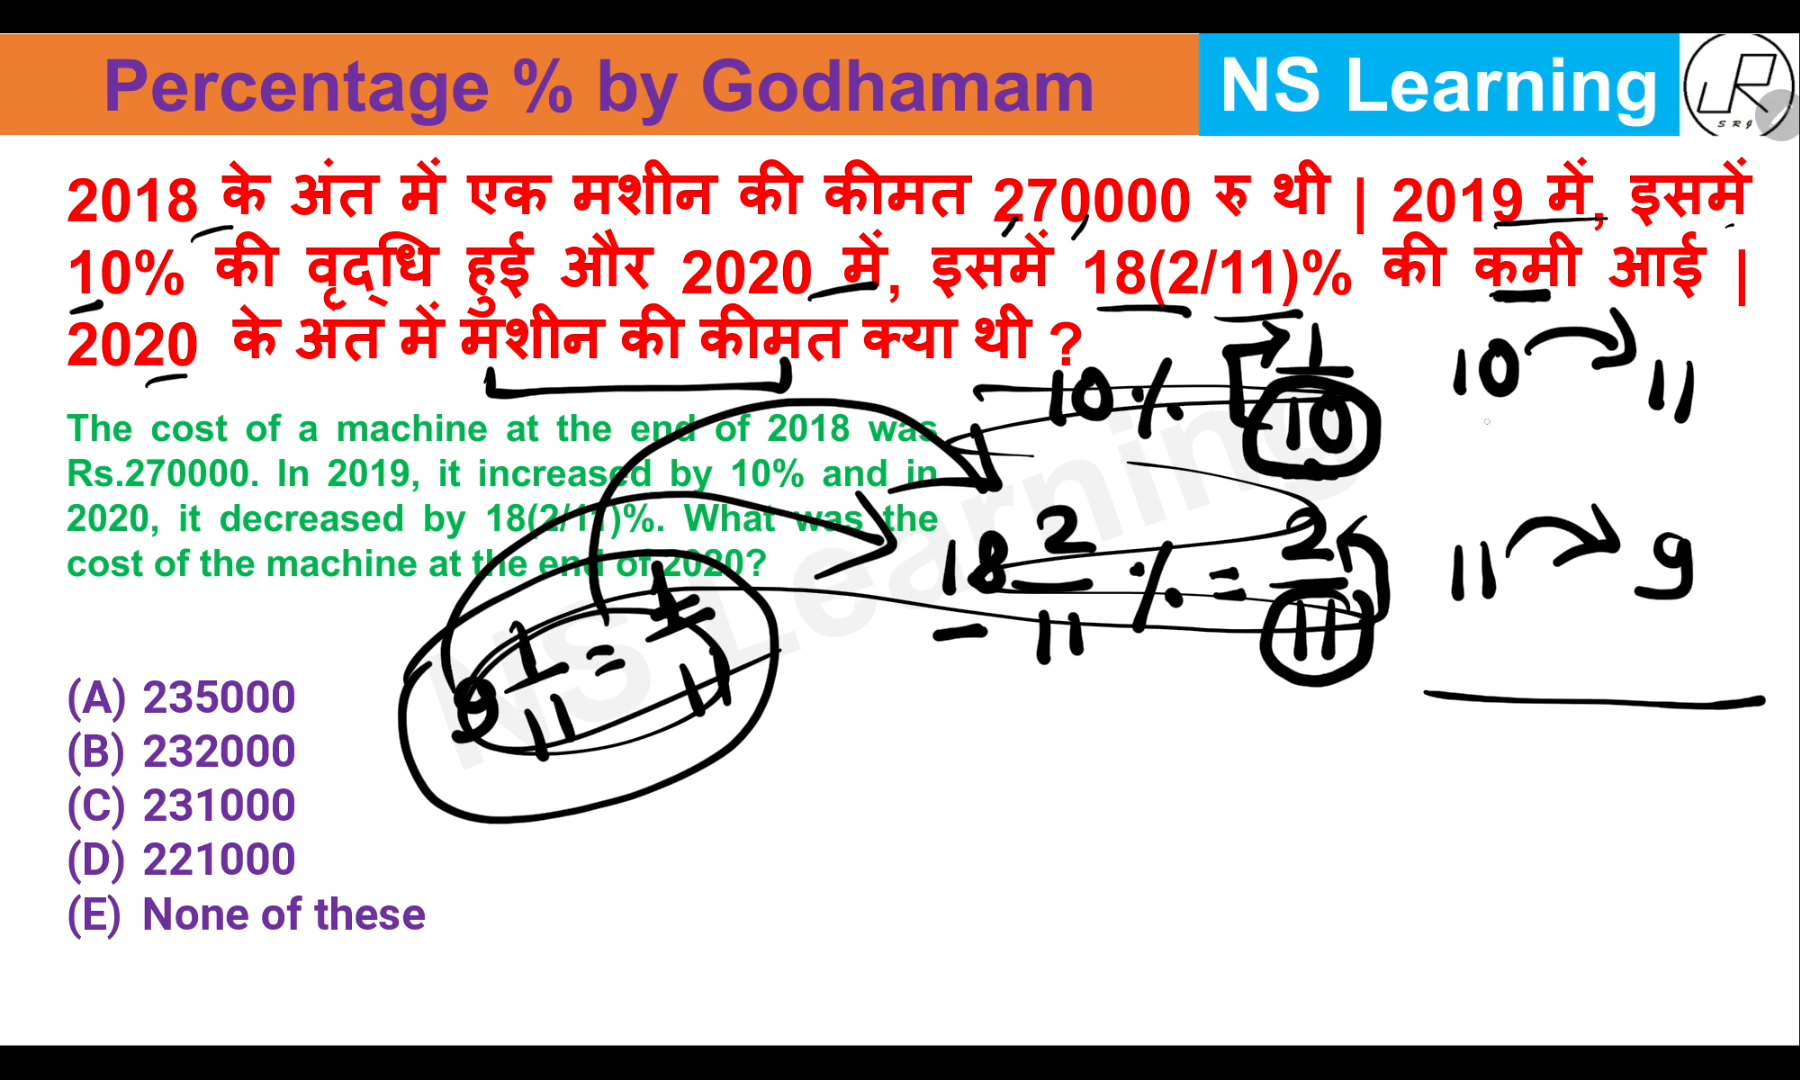 Percentage % by Godhamam
NS Learning
SRJ
2018 के अंत में एक मशीन की कीमत 270000 रु थी | 2019 में, इसमें
10% की वृद्धि हुई और 2020 में, इसमें 18(2/11)% की कमी आई |
2020 के अंत में मशीन की कीमत क्या थी ?
10% 1/10
10 11
The cost of a machine at the end of 2018 was
Rs.270000. In 2019, it increased by 10% and in
2020, it decreased by 18(2/11)%. What was the
cost of the machine at the end of 2020?
18 2/11 % = 2/11
11 9
9 1/11 = 1/11
(A) 235000
(B) 232000
(C) 231000
(D) 221000
(E) None of these
NS Learning